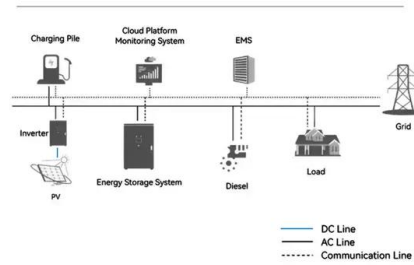 Charging Pile
Cloud Platform
Monitoring System
EMS
Grid
Inverter
PV
Energy Storage System
Diesel
Load
DC Line
AC Line
Communication Line